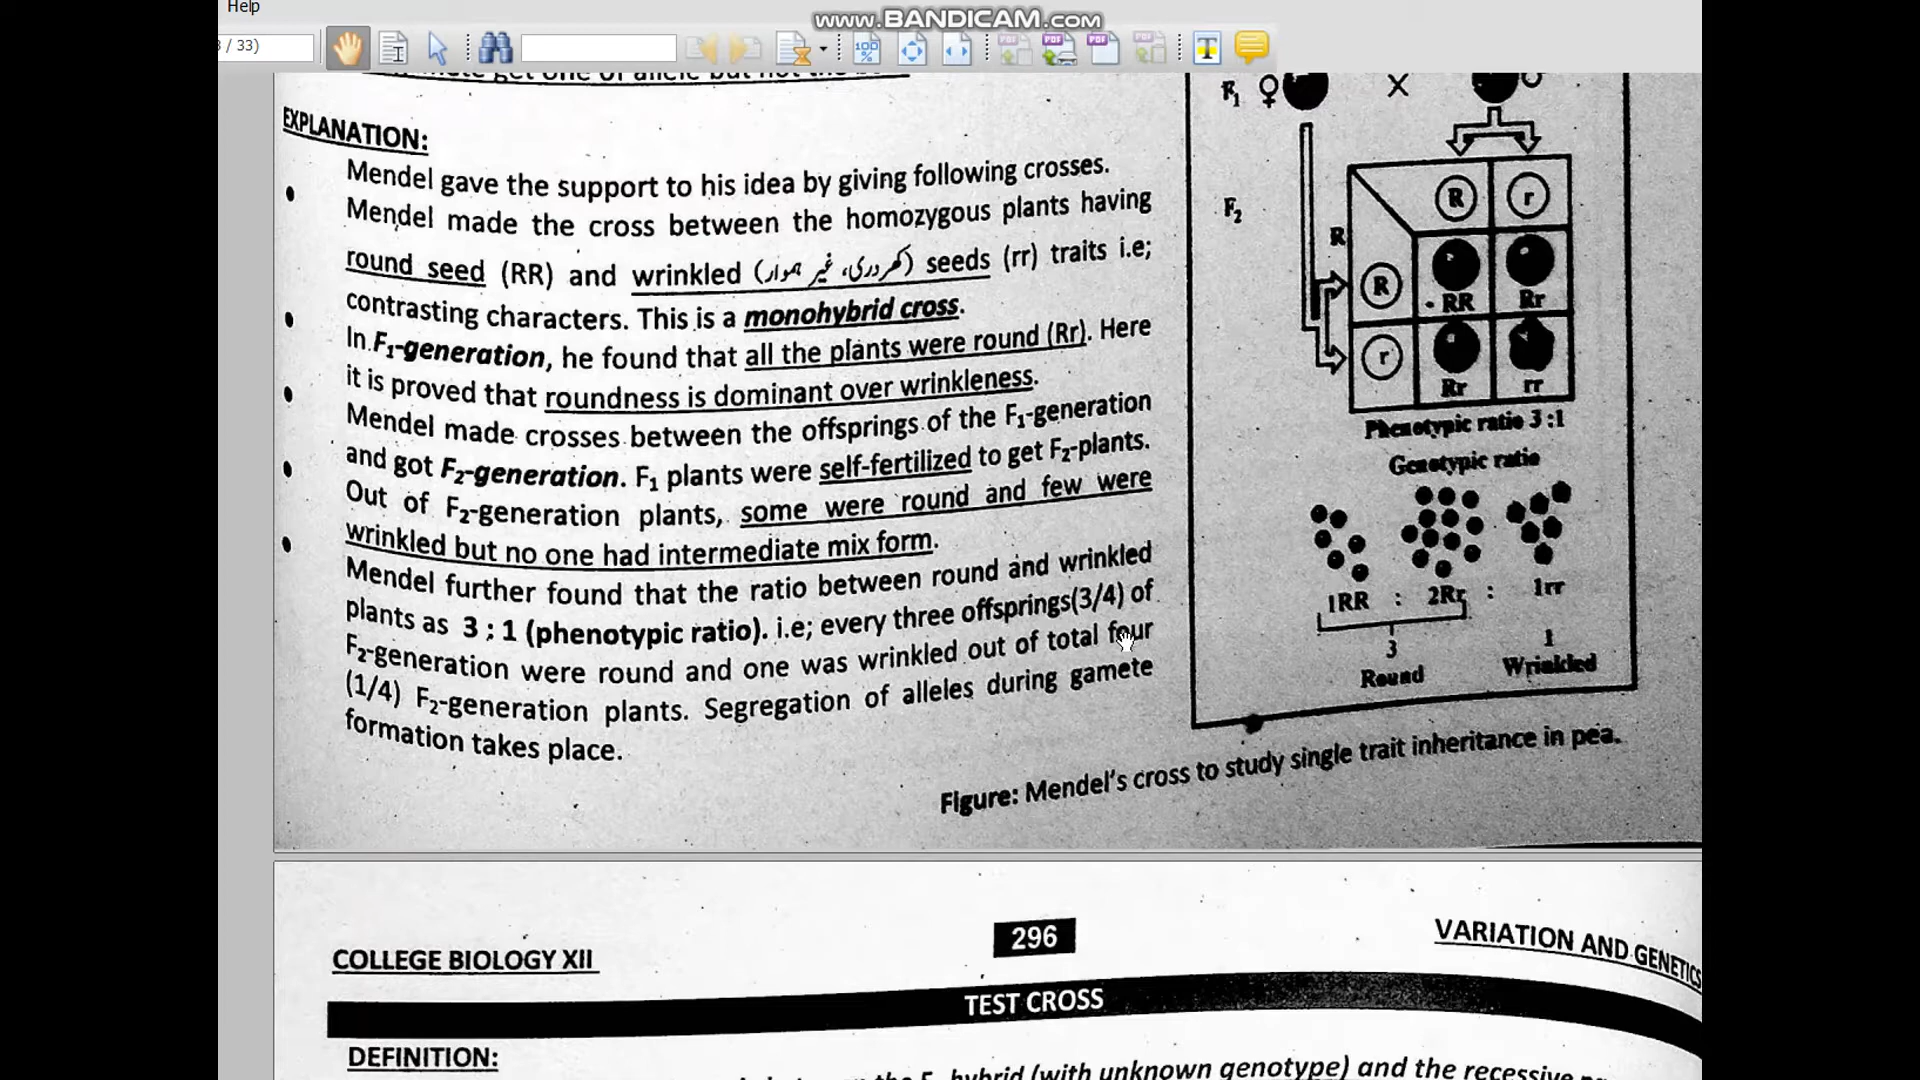 Help
www.BANDICAM.com
/ 33)
100
%
PDF
PDF
PDF
PDF
T
EXPLANATION:
Mendel gave the support to his idea by giving following crosses.
• Mendel made the cross between the homozygous plants having
round seed (RR) and wrinkled (کھردری، غیر ہموار) seeds (rr) traits i.e;
contrasting characters. This is a monohybrid cross.
• In F₁-generation, he found that all the plants were round (Rr). Here
it is proved that roundness is dominant over wrinkleness.
• Mendel made crosses between the offsprings of the F₁-generation
and got F₂-generation. F₁ plants were self-fertilized to get F₂-plants.
• Out of F₂-generation plants, some were round and few were
wrinkled but no one had intermediate mix form.
• Mendel further found that the ratio between round and wrinkled
plants as 3 ; 1 (phenotypic ratio). i.e; every three offsprings(3/4) of
F₂-generation were round and one was wrinkled out of total four
(1/4) F₂-generation plants. Segregation of alleles during gamete
formation takes place.
F₁ ♀ X
F₂
R r
R
R RR Rr
r Rr rr
Phenotypic ratio 3 :1
Genotypic ratio
1RR : 2Rr : 1rr
3 1
Round Wrinkled
Figure: Mendel's cross to study single trait inheritance in pea.
COLLEGE BIOLOGY XII
296
VARIATION AND GENETICS
TEST CROSS
DEFINITION:
hybrid (with unknown genotype) and the recessive